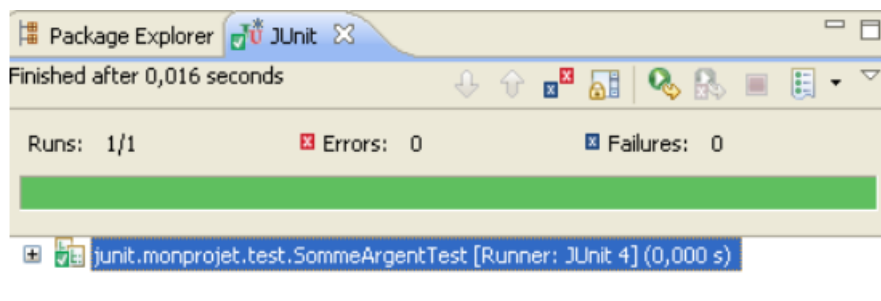 Package Explorer JUnit
Finished after 0,016 seconds
Runs: 1/1 Errors: 0 Failures: 0
junit.monprojet.test.SommeArgentTest [Runner: JUnit 4] (0,000 s)